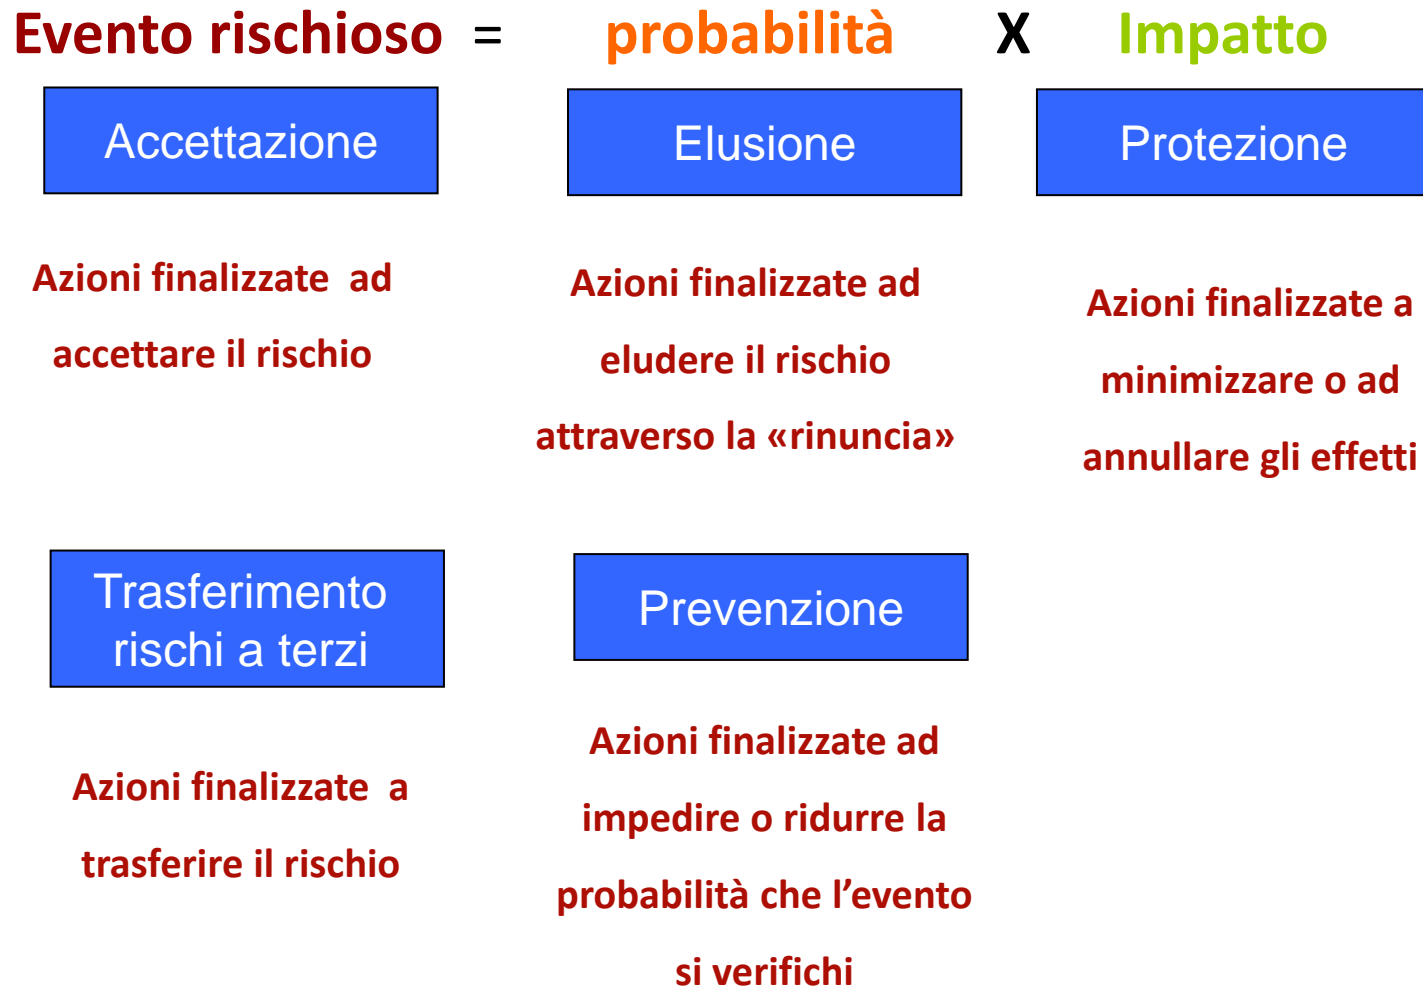 Evento rischioso = probabilità X Impatto
Accettazione
Azioni finalizzate ad
accettare il rischio
Elusione
Azioni finalizzate ad
eludere il rischio
attraverso la «rinuncia»
Protezione
Azioni finalizzate a
minimizzare o ad
annullare gli effetti
Trasferimento
rischi a terzi
Azioni finalizzate a
trasferire il rischio
Prevenzione
Azioni finalizzate ad
impedire o ridurre la
probabilità che l’evento
si verifichi